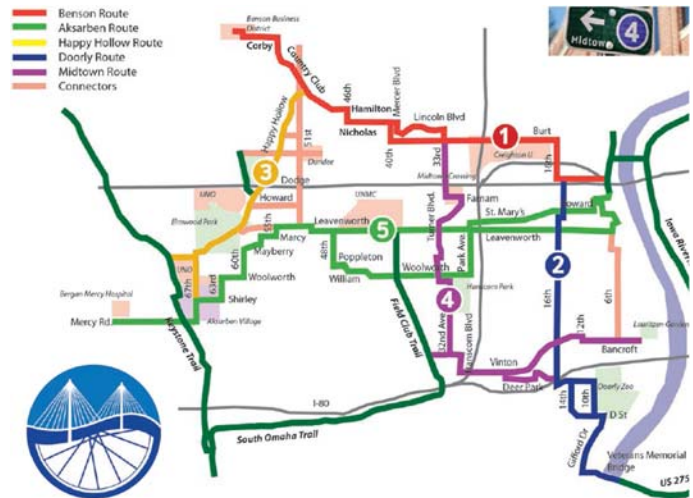 Benson Route
Aksarben Route
Happy Hollow Route
Doorly Route
Midtown Route
Connectors
Benson Business
District
Corby
Country Club
Midtown
4
46th
Hamilton
Mercer Blvd
Nicholas
Lincoln Blvd
40th
33rd
1
Burt
Creighton U
16th
Happy Hollow
51st
3
Dundee
Dodge
Midtown Crossing
UNO
Howard
UNMC
Turner Blvd.
Farnam
Howard
St. Mary's
Elmwood Park
55th
Leavenworth
5
Leavenworth
Marcy
48th
Park Ave.
Iowa River
60th
Mayberry
Poppleton
2
UNO
67th
63rd
Woolworth
William
Woolworth
Hanscom Park
16th
6th
Bergan Mercy Hospital
Shirley
4
12th
Lauritzen Garden
Mercy Rd.
Aksarben Village
Keystone Trail
Field Club Trail
32nd Ave
Hanscom Blvd
Vinton
Bancroft
Deer Park
Doorly Zoo
I-80
14th
10th
D St
South Omaha Trail
Gifford Dr
Veterans Memorial
Bridge
US 275